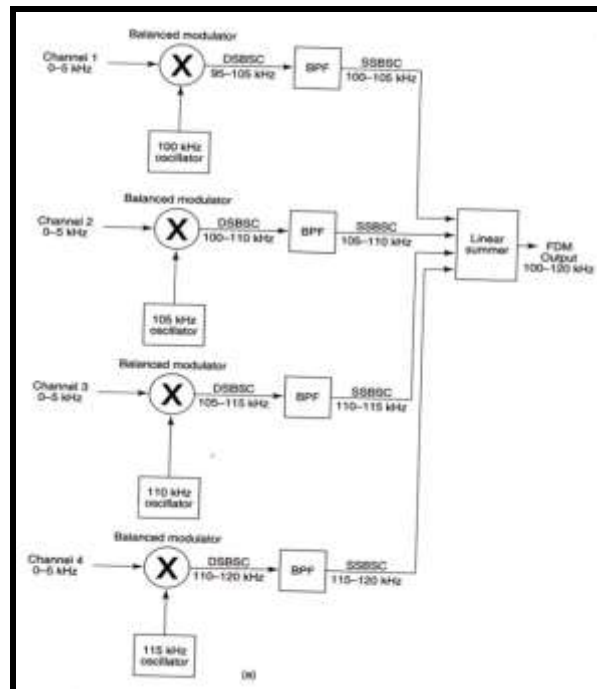 Balanced modulator
Channel 1
0–5 kHz
X
DSBSC
95–105 kHz
BPF
SSBSC
100–105 kHz
100 kHz
oscillator
Balanced modulator
Channel 2
0–5 kHz
X
DSBSC
100–110 kHz
BPF
SSBSC
105–110 kHz
Linear
summer
FDM
Output
100–120 kHz
105 kHz
oscillator
Balanced modulator
Channel 3
0–5 kHz
X
DSBSC
105–115 kHz
BPF
SSBSC
110–115 kHz
110 kHz
oscillator
Balanced modulator
Channel 4
0–5 kHz
X
DSBSC
110–120 kHz
BPF
SSBSC
115–120 kHz
115 kHz
oscillator